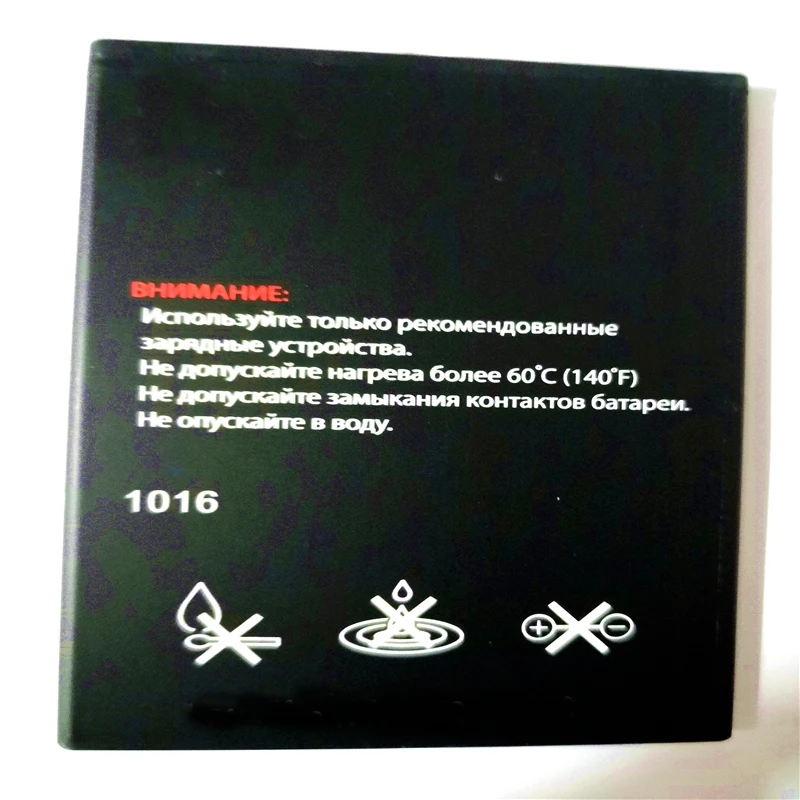 ВНИМАНИЕ:
Используйте только рекомендованные
зарядные устройства.
Не допускайте нагрева более 60˚C (140˚F)
Не допускайте замыкания контактов батареи.
Не опускайте в воду.
1016